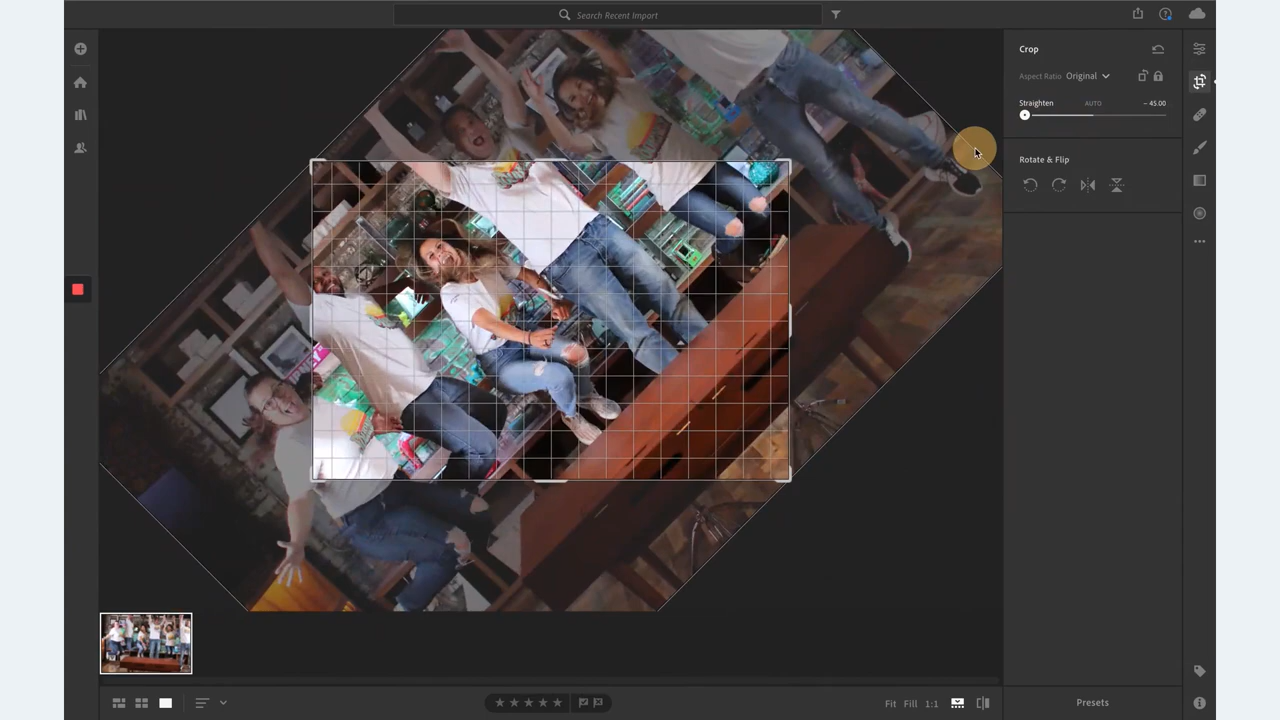 Search Recent Import
Crop
Aspect Ratio Original
Straighten AUTO – 45.00
Rotate & Flip
Fit Fill 1:1
Presets